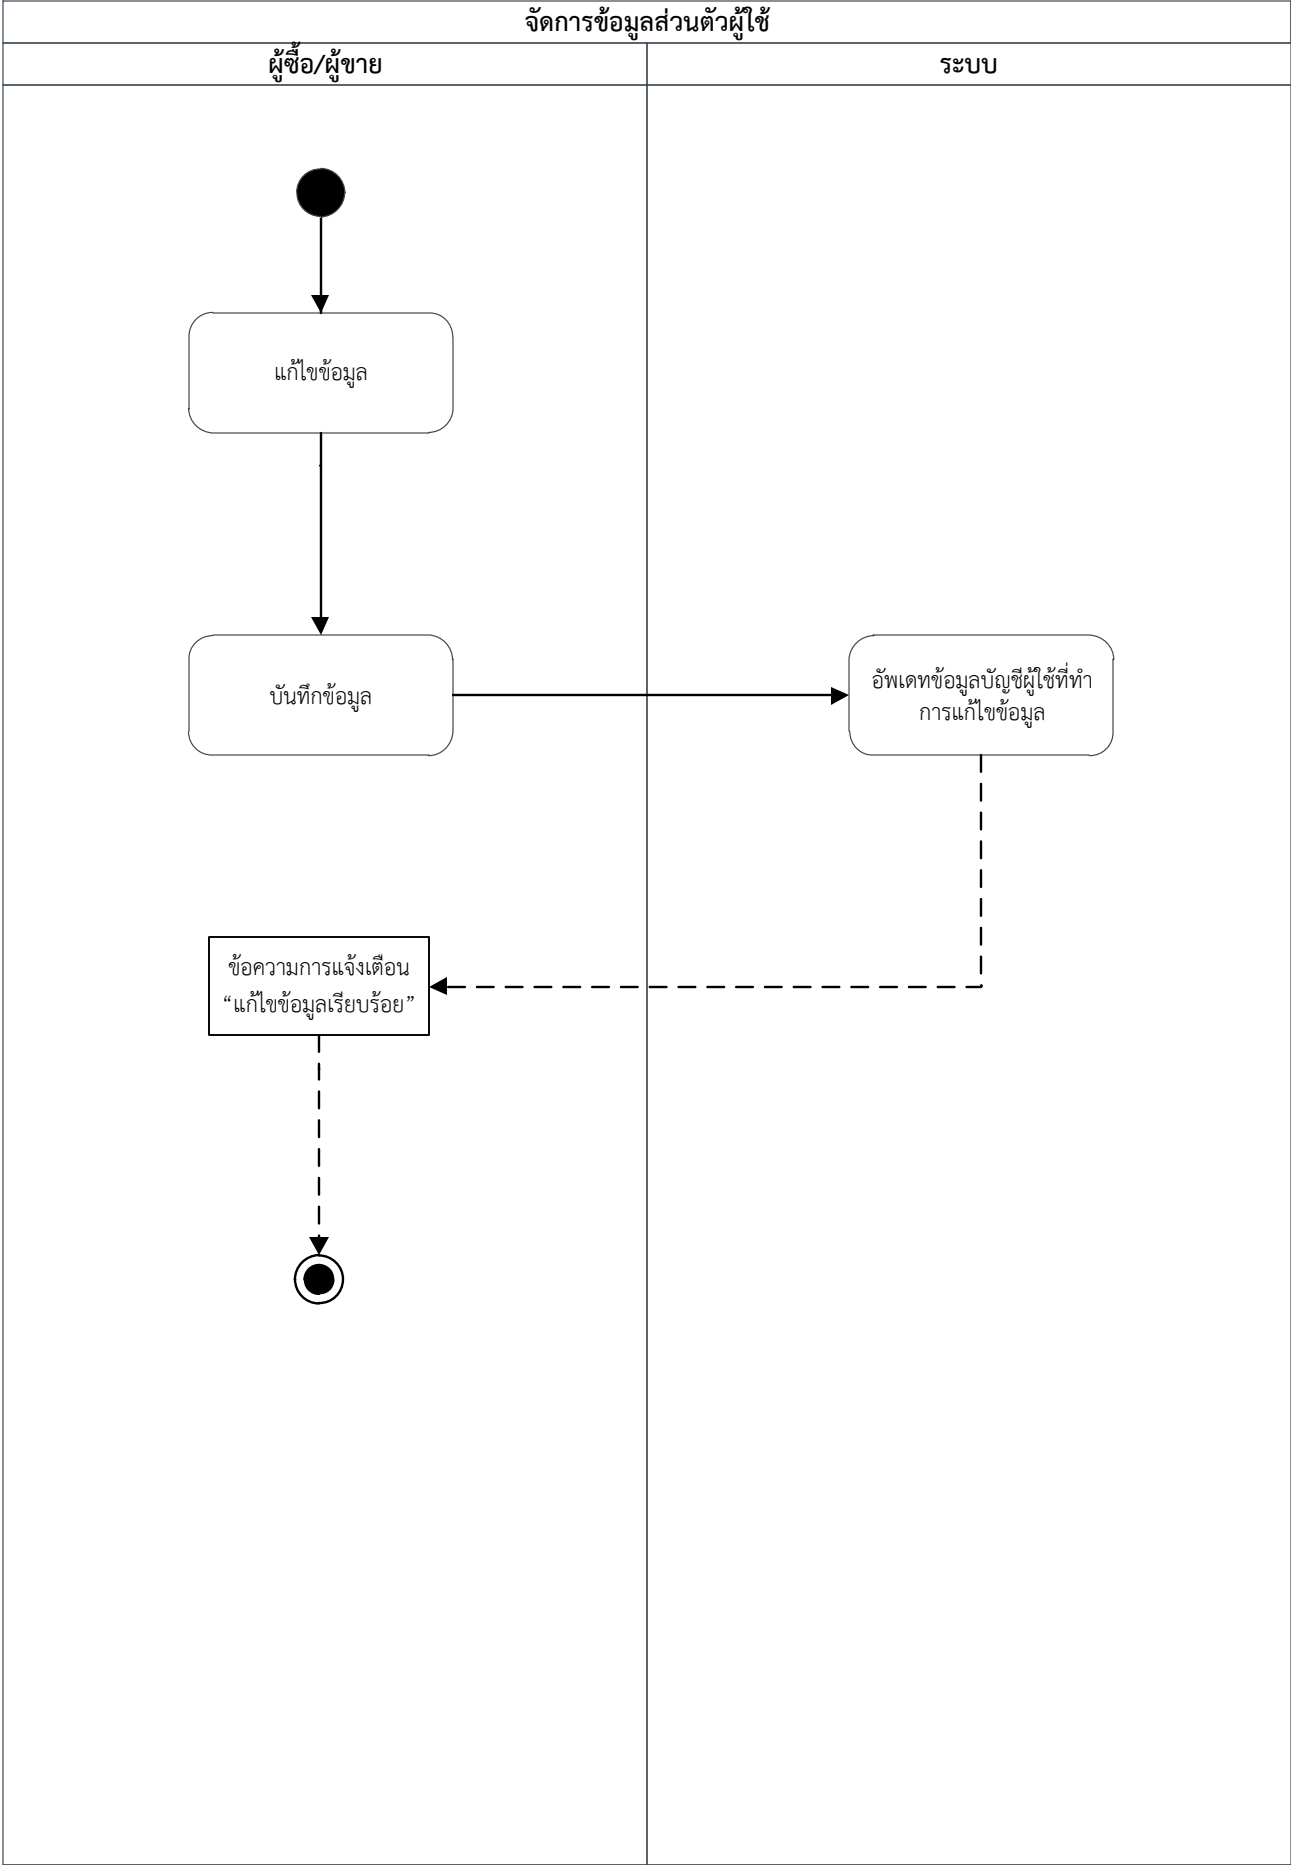 จัดการข้อมูลส่วนตัวผู้ใช้
ผู้ซื้อ/ผู้ขาย
ระบบ
แก้ไขข้อมูล
บันทึกข้อมูล
อัพเดทข้อมูลบัญชีผู้ใช้ที่ทำ
การแก้ไขข้อมูล
ข้อความการแจ้งเตือน
“แก้ไขข้อมูลเรียบร้อย”